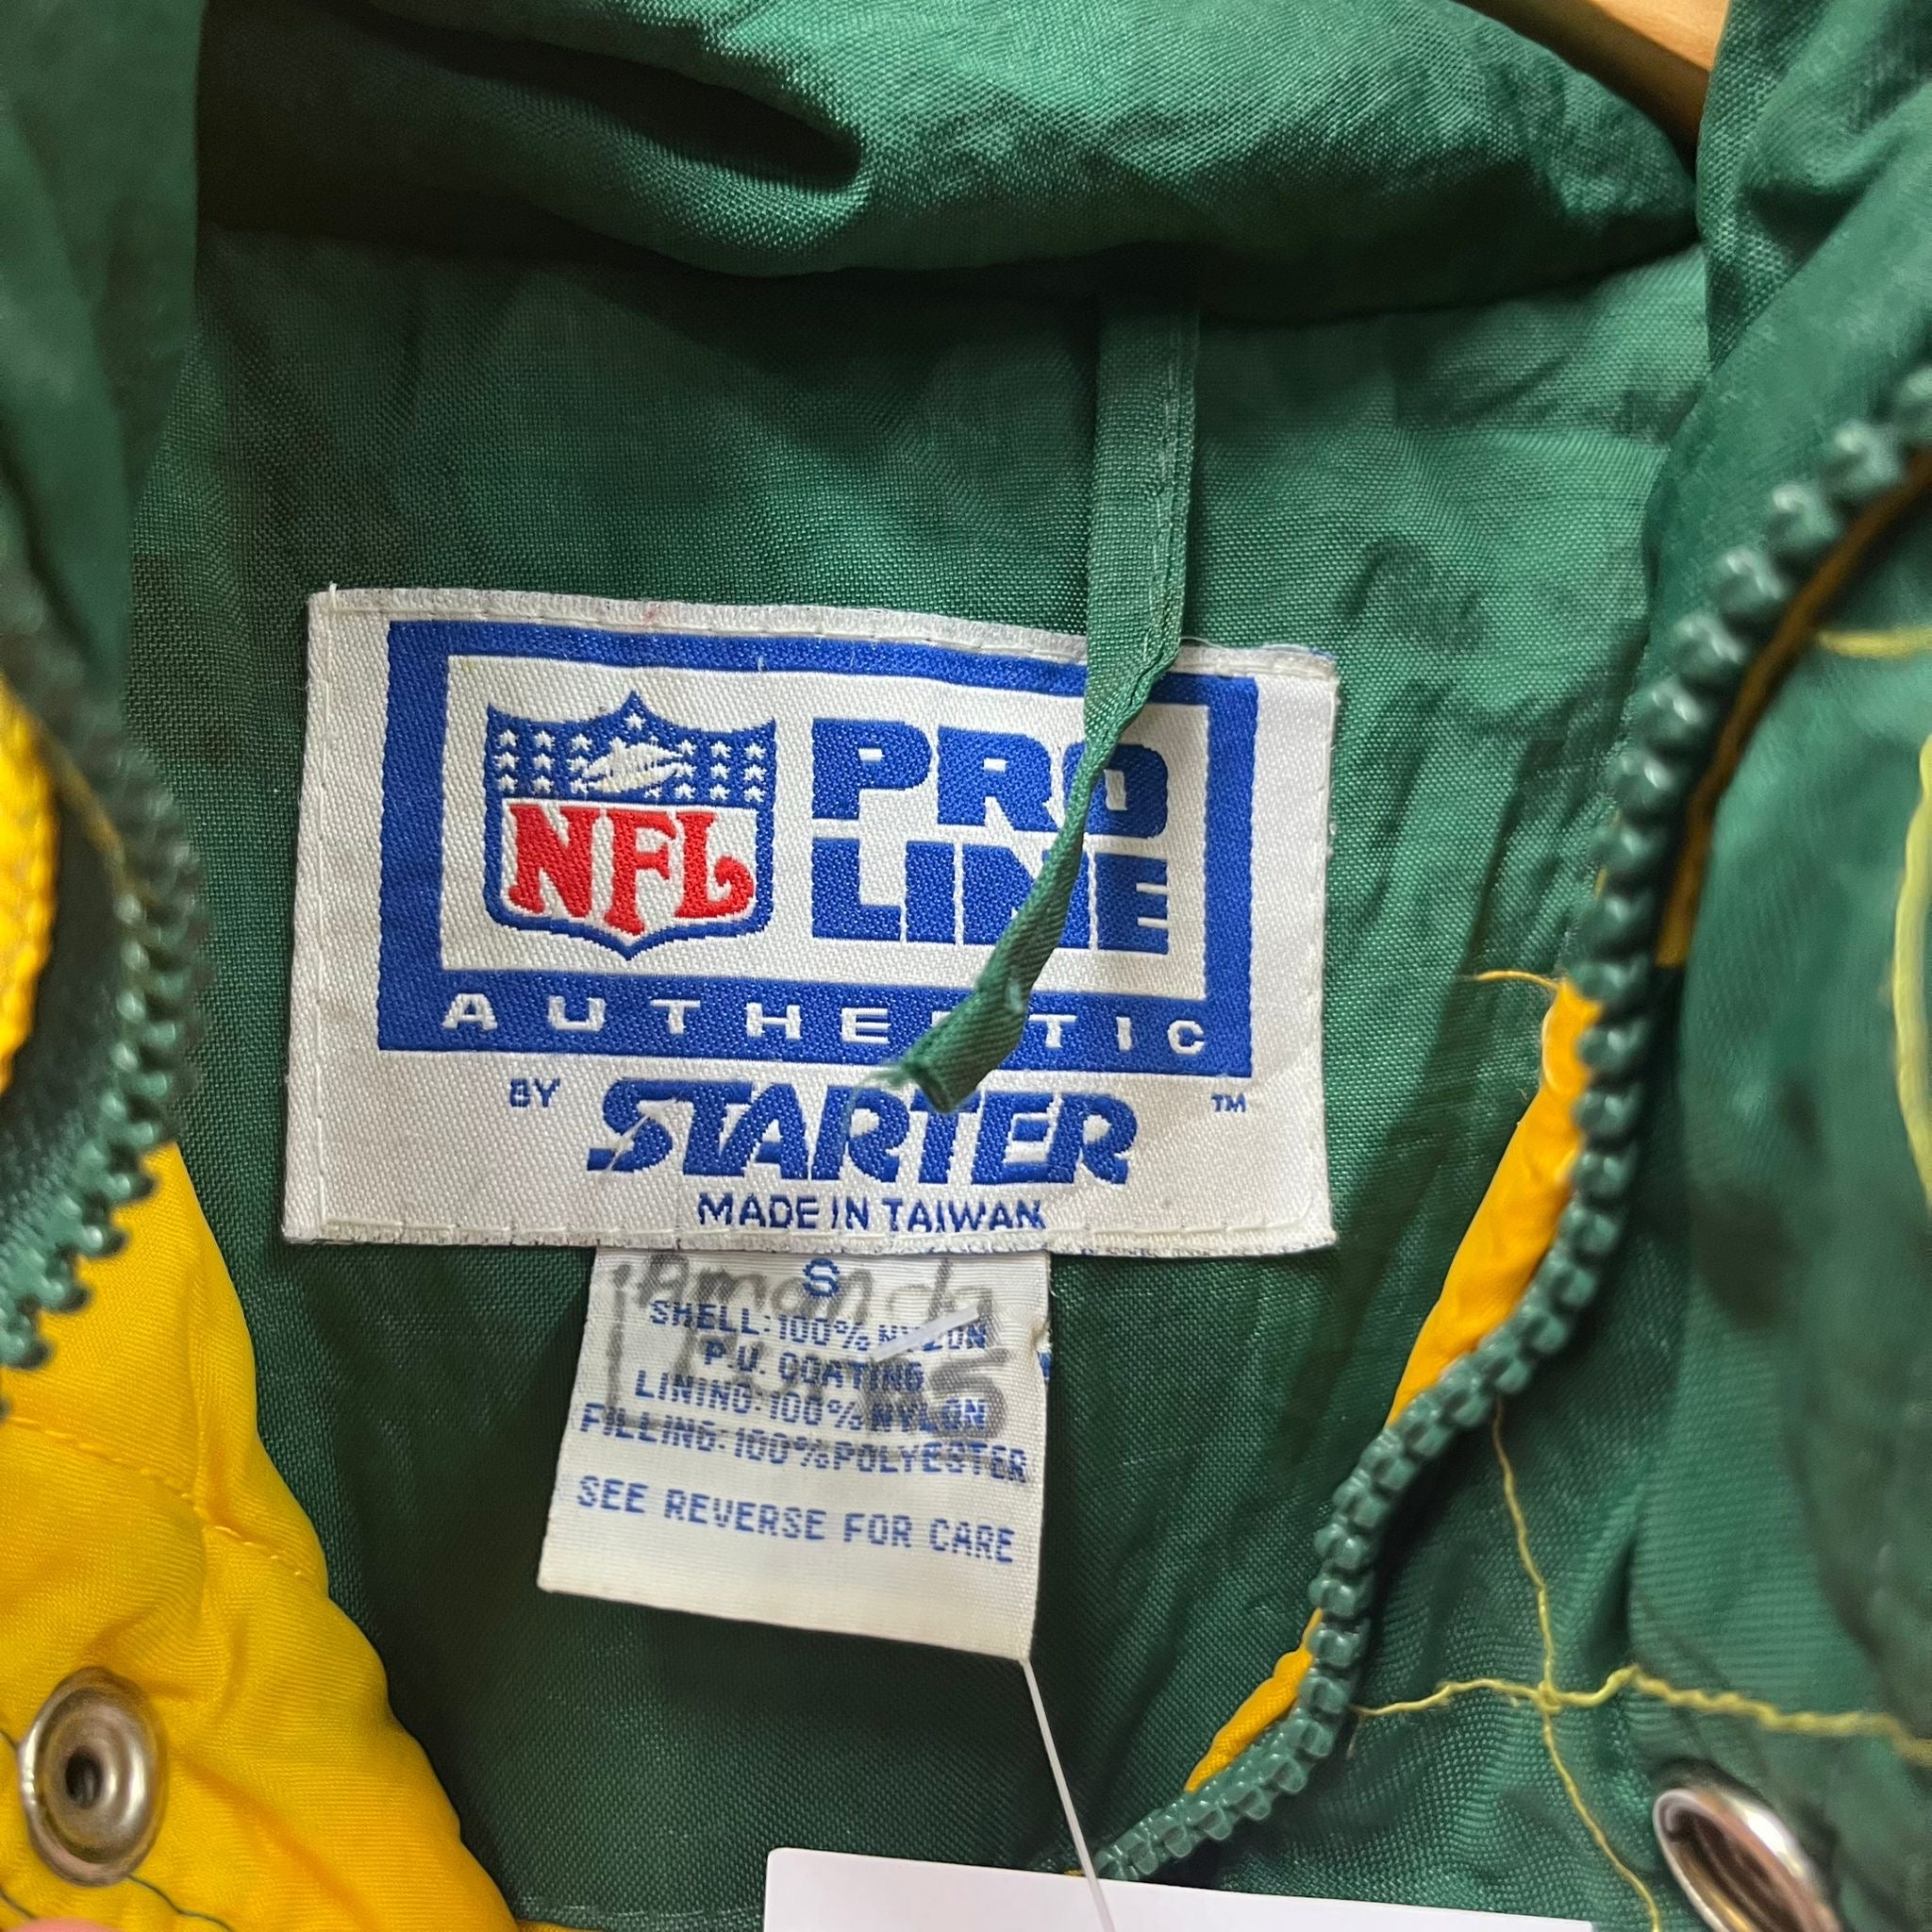 NFL PRO
LINE
AUTHENTIC
BY STARTER TM
MADE IN TAIWAN
S
Amanda
SHELL:100%NYLON
P.U. COATING
LINING:100%NYLON
FILLING:100%POLYESTER
SEE REVERSE FOR CARE